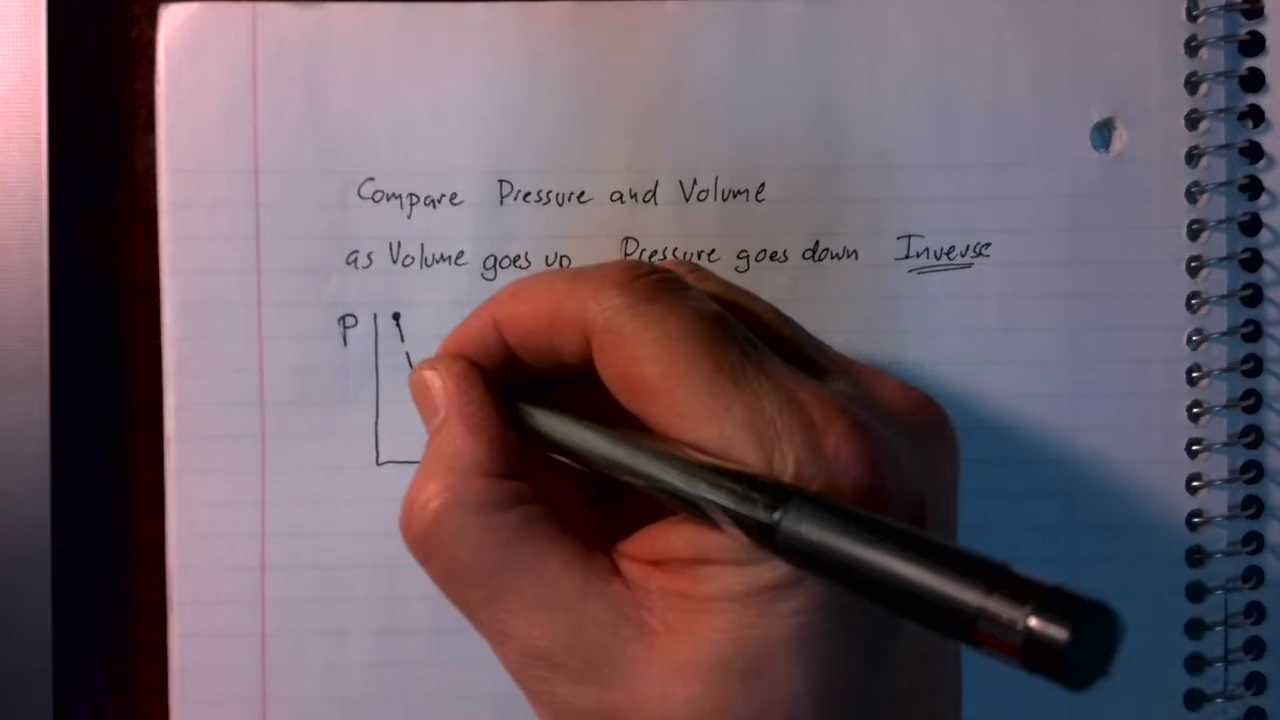 Compare Pressure and Volume
as Volume goes up Pressure goes down Inverse
P